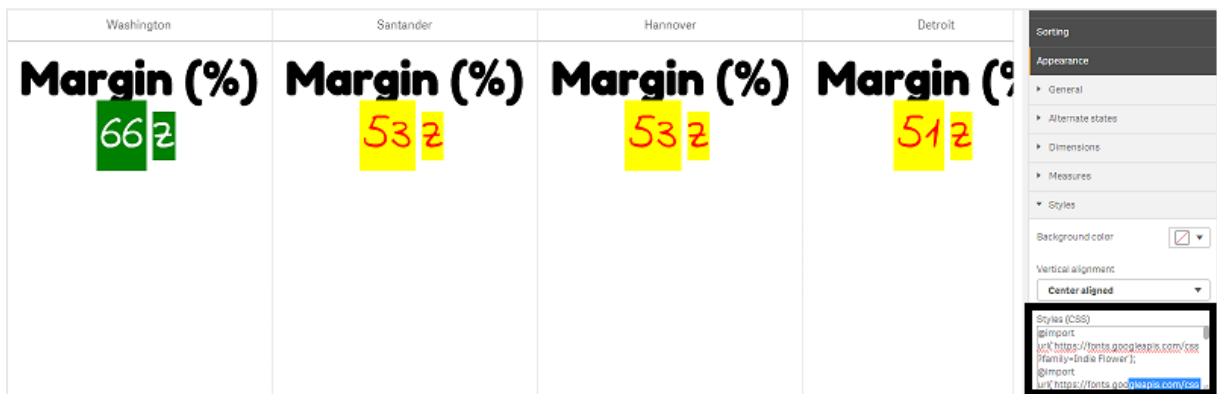 Washington
Santander
Hannover
Detroit
Margin (%)
Margin (%)
Margin (%)
Margin (%
66 z
53 z
53 z
51 z
Sorting
Appearance
General
Alternate states
Dimensions
Measures
Styles
Background color
Vertical alignment
Center aligned
Styles (CSS)
@import
url('https://fonts.googleapis.com/css
?family=Indie Flower');
@import
url('https://fonts.googleapis.com/css